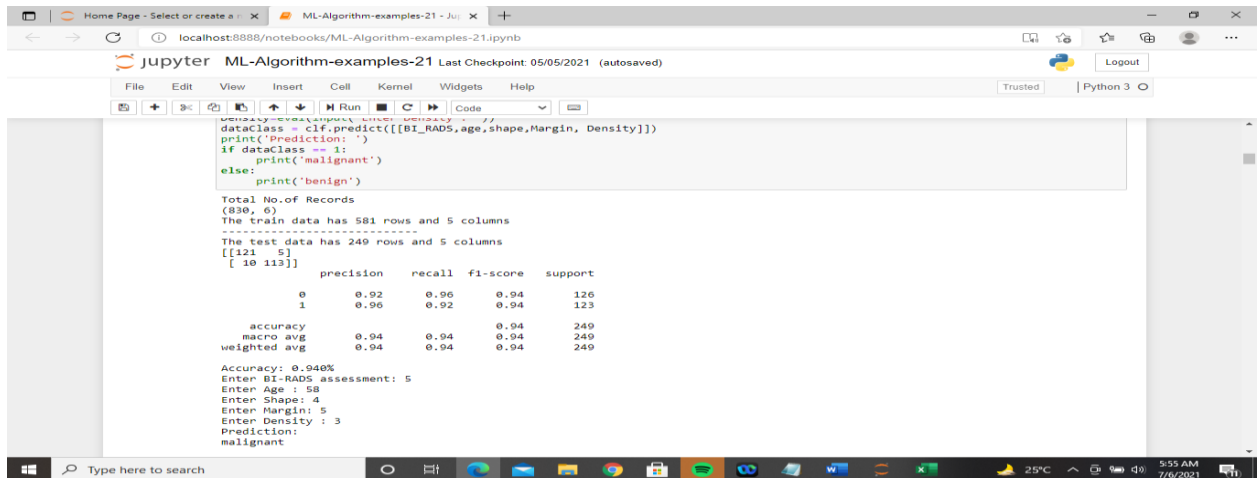 Home Page - Select or create a n
ML-Algorithm-examples-21 - Jup
localhost:8888/notebooks/ML-Algorithm-examples-21.ipynb
jupyter ML-Algorithm-examples-21 Last Checkpoint: 05/05/2021 (autosaved)
Logout
File Edit View Insert Cell Kernel Widgets Help
Trusted Python 3
Run Code
Density=eval(input('Enter Density : '))
dataClass = clf.predict([[BI_RADS,age,shape,Margin, Density]])
print('Prediction: ')
if dataClass == 1:
print('malignant')
else:
print('benign')
Total No.of Records
(830, 6)
The train data has 581 rows and 5 columns
----------------------------
The test data has 249 rows and 5 columns
[[121 5]
[ 10 113]]
precision recall f1-score support
0 0.92 0.96 0.94 126
1 0.96 0.92 0.94 123
accuracy 0.94 249
macro avg 0.94 0.94 0.94 249
weighted avg 0.94 0.94 0.94 249
Accuracy: 0.940%
Enter BI-RADS assessment: 5
Enter Age : 58
Enter Shape: 4
Enter Margin: 5
Enter Density : 3
Prediction:
malignant
Type here to search
25°C
5:55 AM
7/6/2021